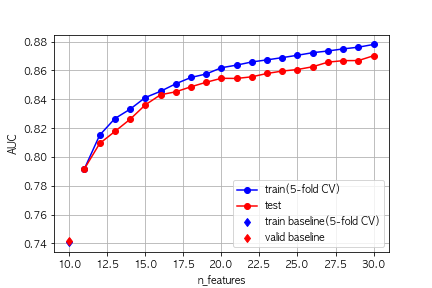 0.88
0.86
0.84
0.82
0.80
0.78
0.76
0.74
AUC
10.0 12.5 15.0 17.5 20.0 22.5 25.0 27.5 30.0
n_features
train(5-fold CV)
test
train baseline(5-fold CV)
valid baseline